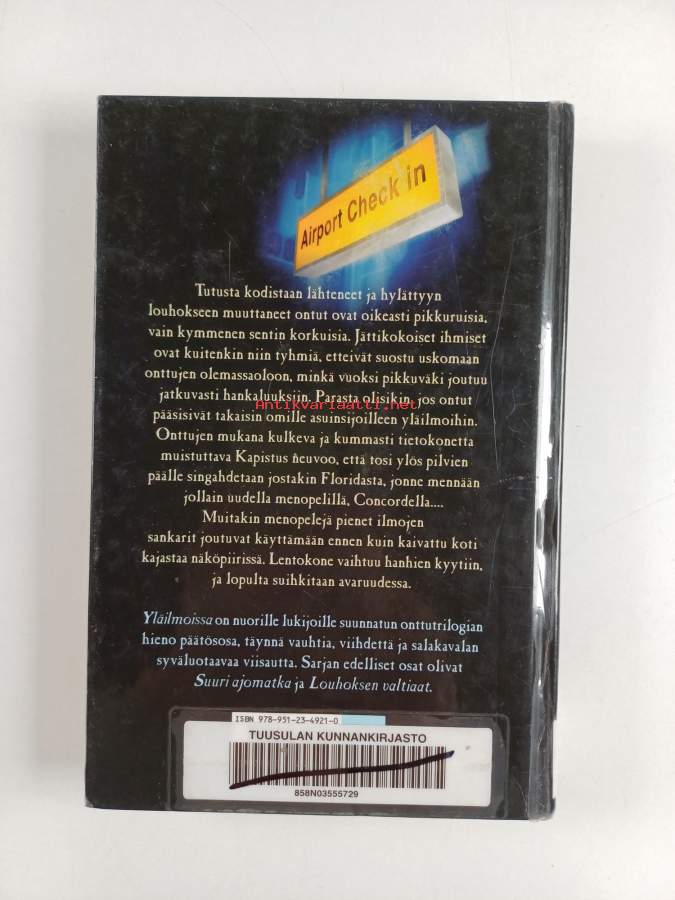 Airport Check in
Tutusta kodistaan lähteneet ja hylättyyn
louhokseen muuttaneet ontut ovat oikeasti pikkuruisia,
vain kymmenen sentin korkuisia. Jättikokoiset ihmiset
ovat kuitenkin niin tyhmiä, etteivät suostu uskomaan
onttujen olemassaoloon, minkä vuoksi pikkuväki joutuu
jatkuvasti hankaluuksiin. Parasta olisikin, jos ontut
Antikvariaatti.net
pääsisivät takaisin omille asuinsijoilleen yläilmoihin.
Onttujen mukana kulkeva ja kummasti tietokonetta
muistuttava Kapistus neuvoo, että tosi ylös pilvien
päälle singahdetaan jostakin Floridasta, jonne mennään
jollain uudella menopelillä, Concordella....
Muitakin menopelejä pienet ilmojen
sankarit joutuvat käyttämään ennen kuin kaivattu koti
kajastaa näköpiirissä. Lentokone vaihtuu hanhien kyytiin,
ja lopulta suihkitaan avaruudessa.
Yläilmoissa on nuorille lukijoille suunnatun onttutrilogian
hieno päätösosa, täynnä vauhtia, viihdettä ja salakavalan
syväluotaavaa viisautta. Sarjan edelliset osat olivat
Suuri ajomatka ja Louhoksen valtiaat.
ISBN 978-951-23-4921-0
TUUSULAN KUNNANKIRJASTO
858N03555729